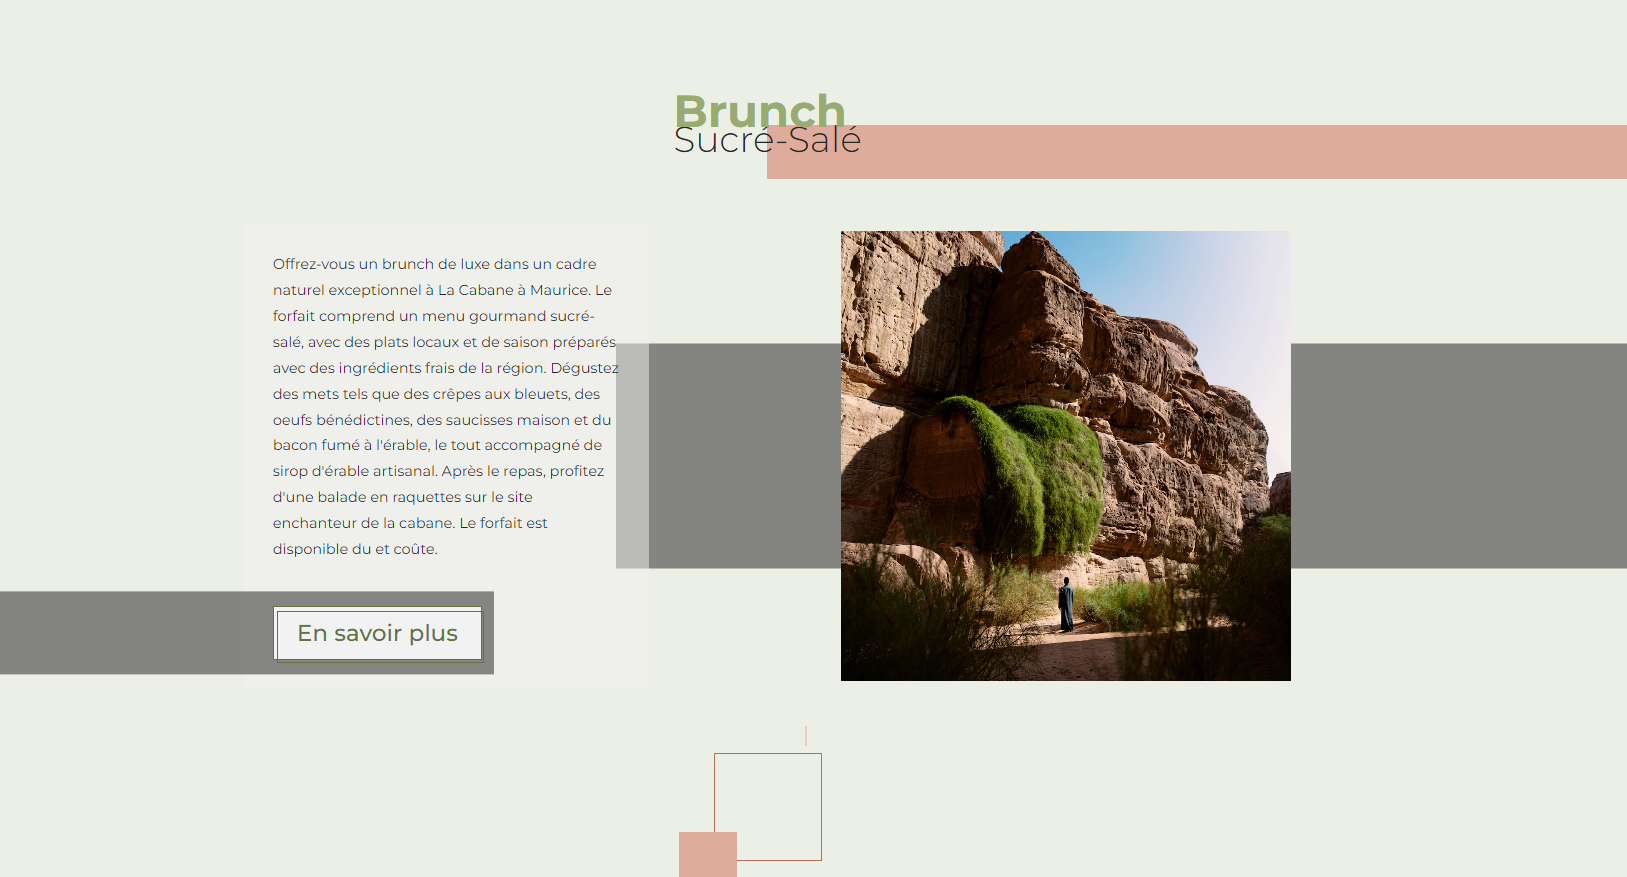 Brunch
Sucré-Salé
Offrez-vous un brunch de luxe dans un cadre
naturel exceptionnel à La Cabane à Maurice. Le
forfait comprend un menu gourmand sucré-
salé, avec des plats locaux et de saison préparés
avec des ingrédients frais de la région. Dégustez
des mets tels que des crêpes aux bleuets, des
oeufs bénédictines, des saucisses maison et du
bacon fumé à l'érable, le tout accompagné de
sirop d'érable artisanal. Après le repas, profitez
d'une balade en raquettes sur le site
enchanteur de la cabane. Le forfait est
disponible du et coûte.
En savoir plus